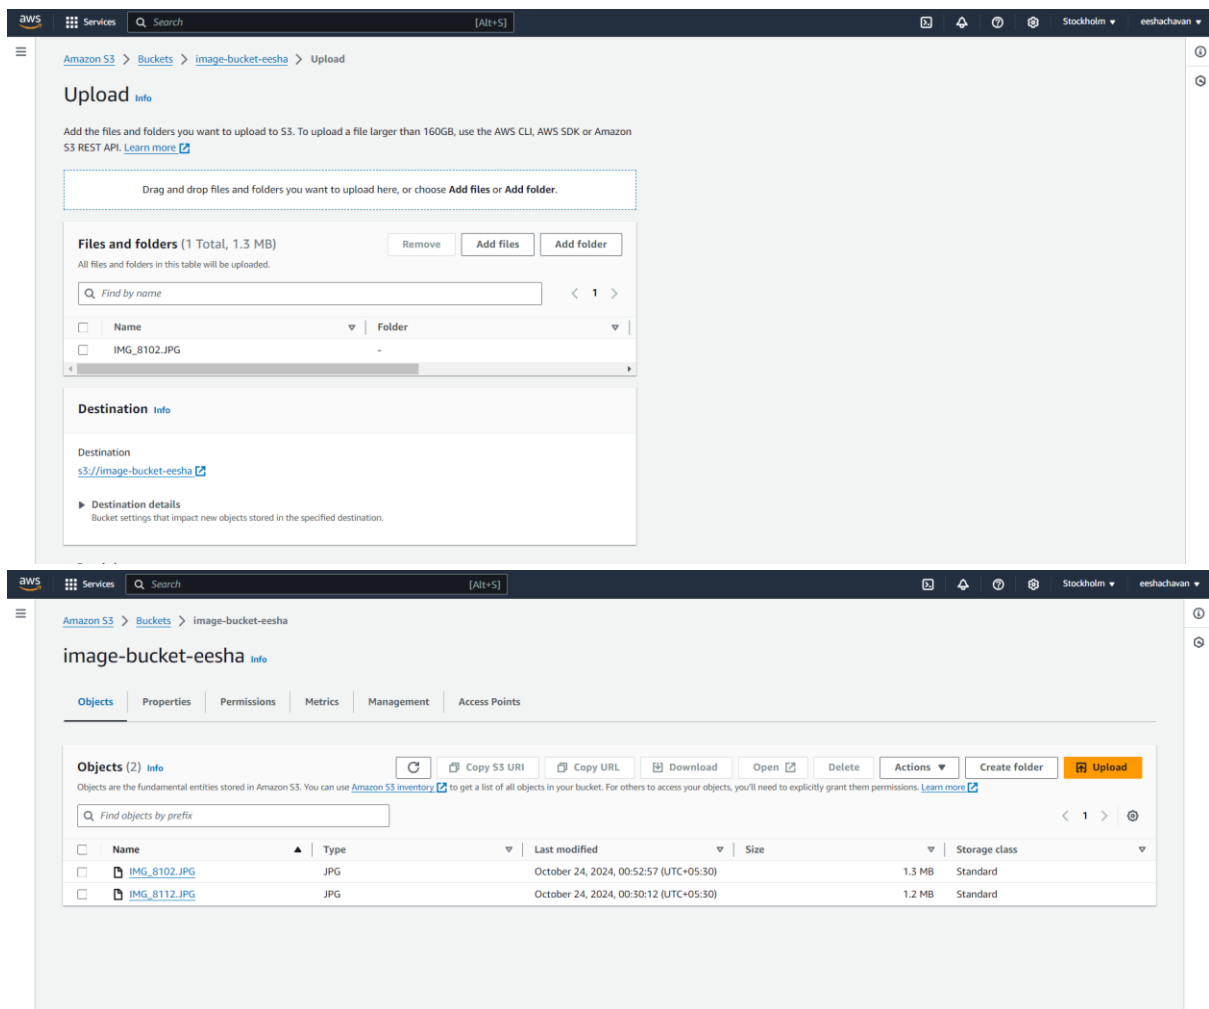 aws Services Search [Alt+S] Stockholm ▼ eeshachavan ▼
Amazon S3 > Buckets > image-bucket-eesha > Upload
Upload Info
Add the files and folders you want to upload to S3. To upload a file larger than 160GB, use the AWS CLI, AWS SDK or Amazon
S3 REST API. Learn more
Drag and drop files and folders you want to upload here, or choose Add files or Add folder.
Files and folders (1 Total, 1.3 MB) Remove Add files Add folder
All files and folders in this table will be uploaded.
Find by name < 1 >
Name Folder
IMG_8102.JPG -
Destination Info
Destination
s3://image-bucket-eesha
Destination details
Bucket settings that impact new objects stored in the specified destination.
aws Services Search [Alt+S] Stockholm ▼ eeshachavan ▼
Amazon S3 > Buckets > image-bucket-eesha
image-bucket-eesha Info
Objects Properties Permissions Metrics Management Access Points
Objects (2) Info Copy S3 URI Copy URL Download Open Delete Actions ▼ Create folder Upload
Objects are the fundamental entities stored in Amazon S3. You can use Amazon S3 inventory to get a list of all objects in your bucket. For others to access your objects, you'll need to explicitly grant them permissions. Learn more
Find objects by prefix < 1 >
Name Type Last modified Size Storage class
IMG_8102.JPG JPG October 24, 2024, 00:52:57 (UTC+05:30) 1.3 MB Standard
IMG_8112.JPG JPG October 24, 2024, 00:30:12 (UTC+05:30) 1.2 MB Standard